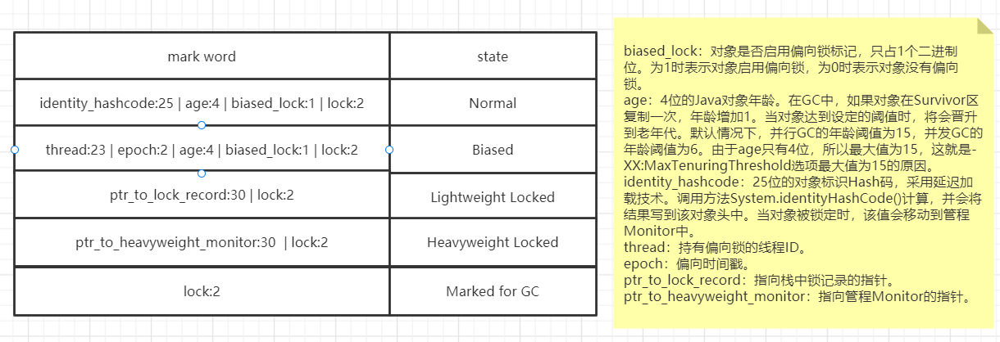 mark word
state
identity_hashcode:25 | age:4 | biased_lock:1 | lock:2
Normal
thread:23 | epoch:2 | age:4 | biased_lock:1 | lock:2
Biased
ptr_to_lock_record:30 | lock:2
Lightweight Locked
ptr_to_heavyweight_monitor:30 | lock:2
Heavyweight Locked
lock:2
Marked for GC
biased_lock：对象是否启用偏向锁标记，只占1个二进制
位。为1时表示对象启用偏向锁，为0时表示对象没有偏向
锁。
age：4位的Java对象年龄。在GC中，如果对象在Survivor区
复制一次，年龄增加1。当对象达到设定的阈值时，将会晋升
到老年代。默认情况下，并行GC的年龄阈值为15，并发GC的
年龄阈值为6。由于age只有4位，所以最大值为15，这就是-
XX:MaxTenuringThreshold选项最大值为15的原因。
identity_hashcode：25位的对象标识Hash码，采用延迟加
载技术。调用方法System.identityHashCode()计算，并会将
结果写到该对象头中。当对象被锁定时，该值会移动到管程
Monitor中。
thread：持有偏向锁的线程ID。
epoch：偏向时间戳。
ptr_to_lock_record：指向栈中锁记录的指针。
ptr_to_heavyweight_monitor：指向管程Monitor的指针。